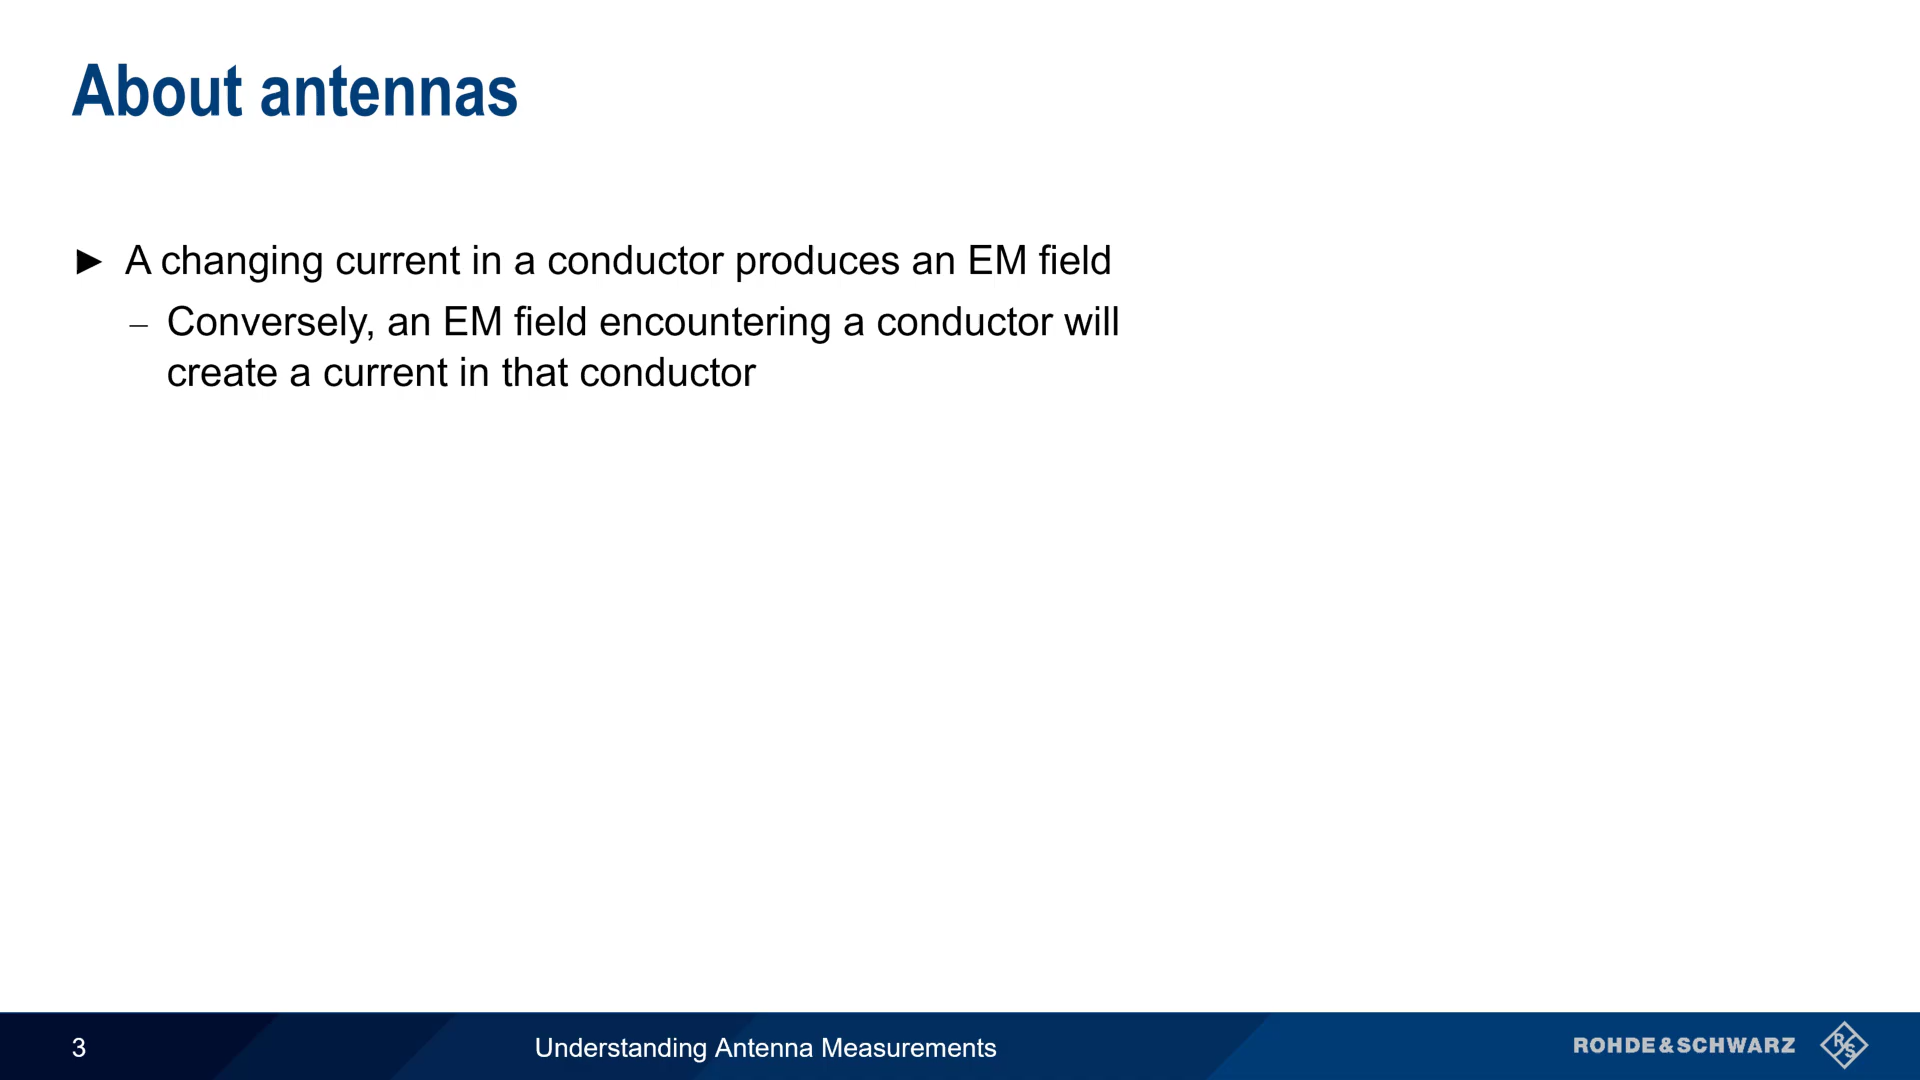 About antennas
► A changing current in a conductor produces an EM field
– Conversely, an EM field encountering a conductor will
create a current in that conductor
3
Understanding Antenna Measurements
ROHDE&SCHWARZ
R&S